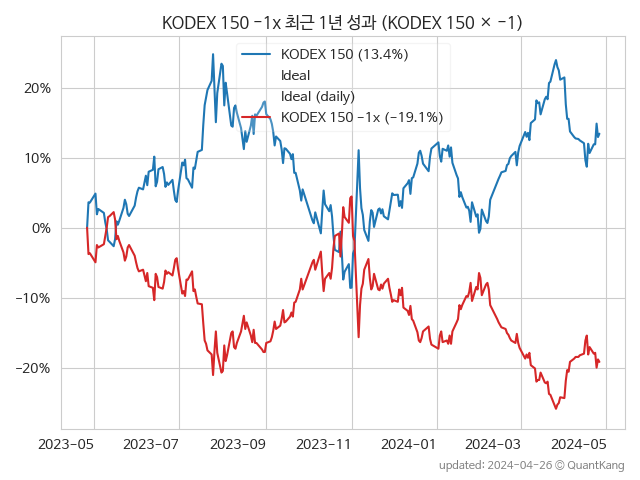 KODEX 150 −1x 최근 1년 성과 (KODEX 150 × −1)
KODEX 150 (13.4%)
Ideal
Ideal (daily)
KODEX 150 −1x (−19.1%)
20%
10%
0%
−10%
−20%
2023-05 2023-07 2023-09 2023-11 2024-01 2024-03 2024-05
updated: 2024-04-26 © QuantKang